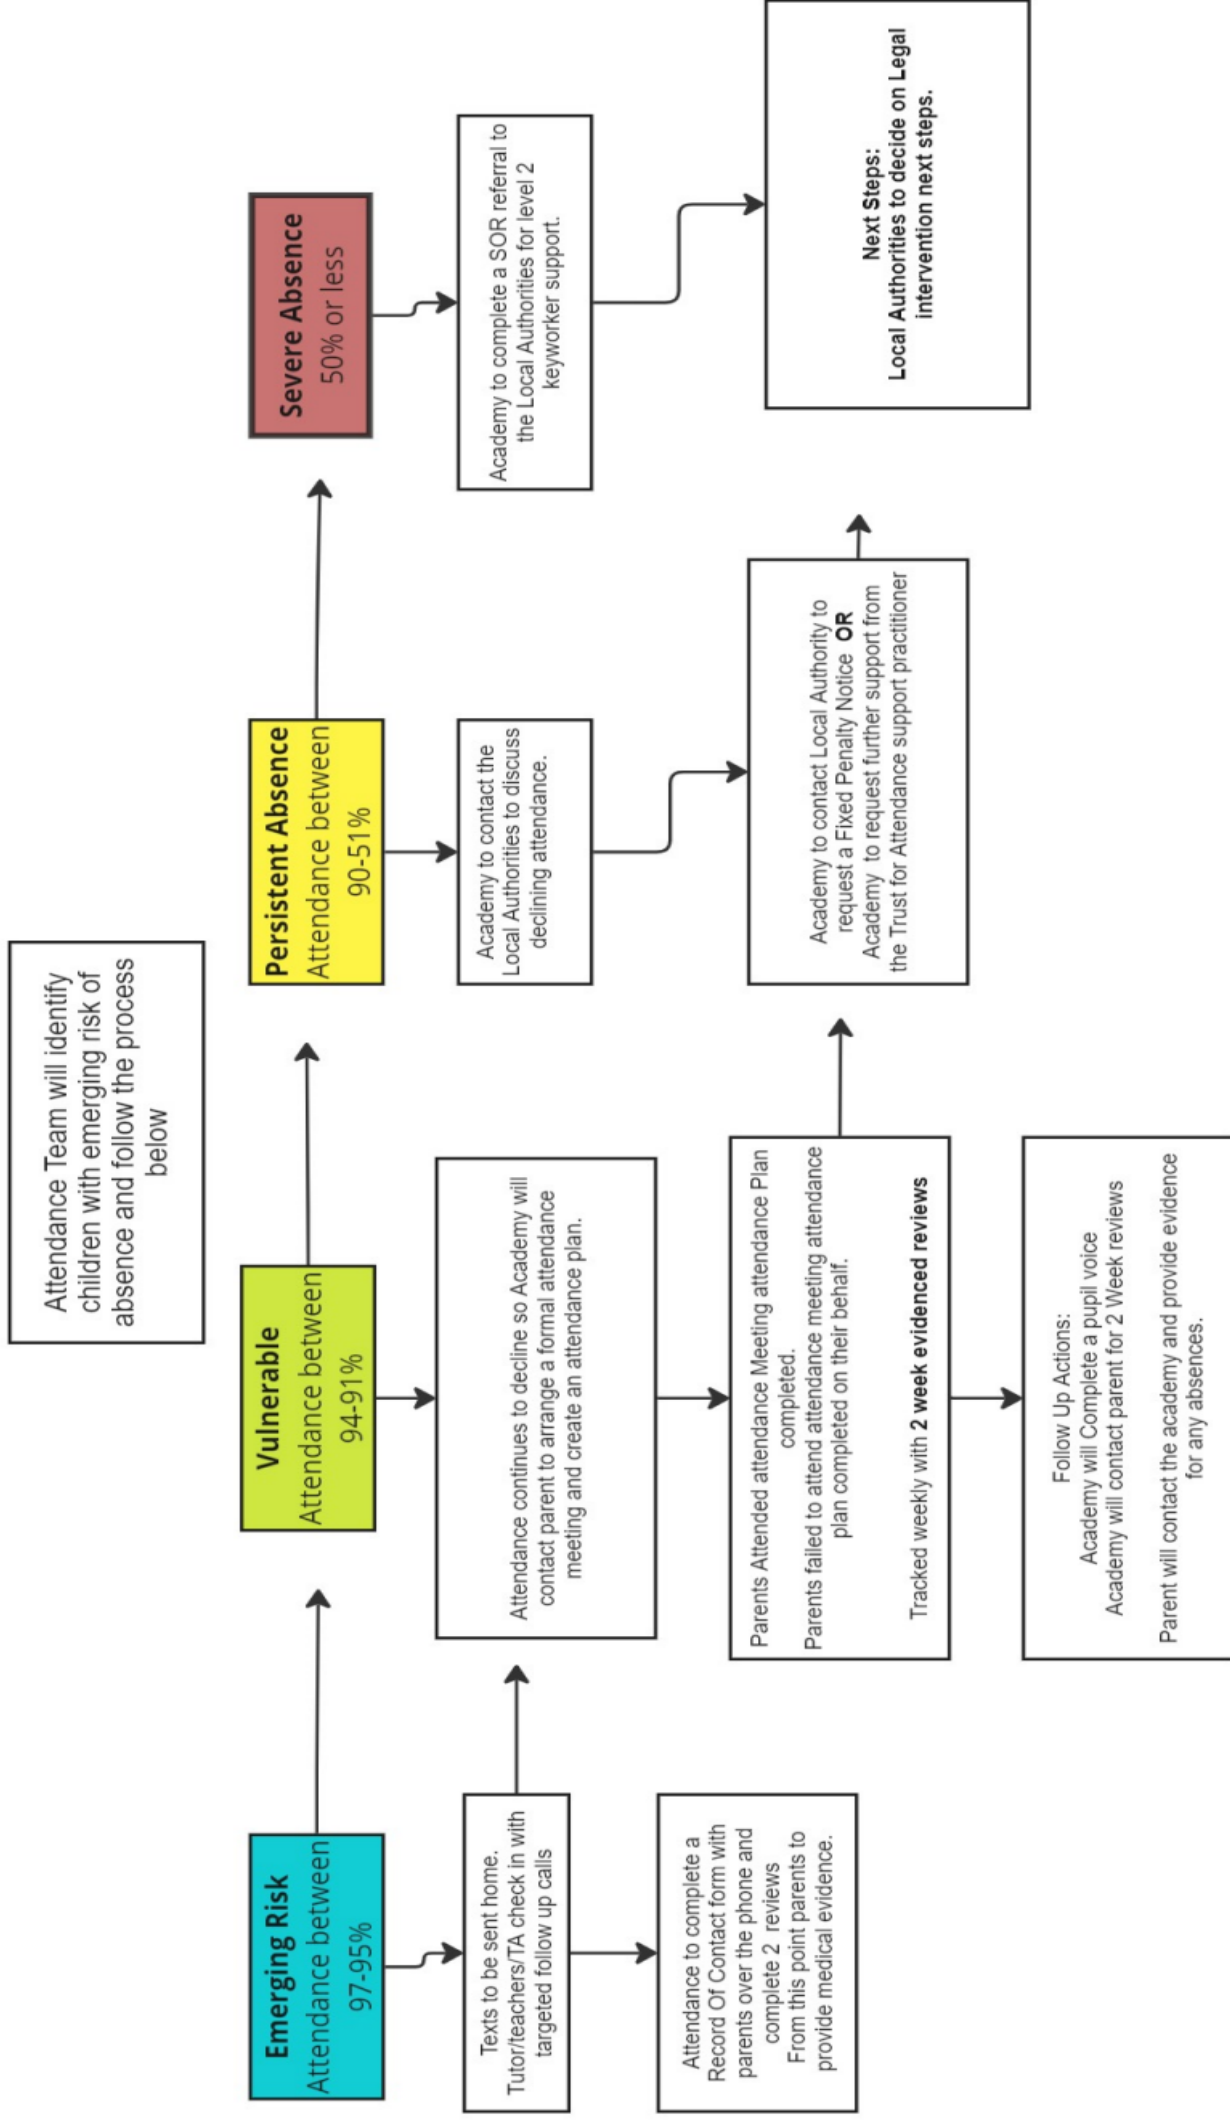 Attendance Team will identify
children with emerging risk of
absence and follow the process
below
Emerging Risk
Attendance between
97-95%
Vulnerable
Attendance between
94-91%
Persistent Absence
Attendance between
90-51%
Severe Absence
50% or less
Texts to be sent home.
Tutor/teachers/TA check in with
targeted follow up calls
Attendance to complete a
Record Of Contact form with
parents over the phone and
complete 2 reviews
From this point parents to
provide medical evidence.
Attendance continues to decline so Academy will
contact parent to arrange a formal attendance
meeting and create an attendance plan.
Parents Attended attendance Meeting attendance Plan
completed.
Parents failed to attend attendance meeting attendance
plan completed on their behalf.
Tracked weekly with 2 week evidenced reviews
Follow Up Actions:
Academy will Complete a pupil voice
Academy will contact parent for 2 Week reviews
Parent will contact the academy and provide evidence
for any absences.
Academy to contact the
Local Authorities to discuss
declining attendance.
Academy to contact Local Authority to
request a Fixed Penalty Notice OR
Academy to request further support from
the Trust for Attendance support practitioner
Academy to complete a SOR referral to
the Local Authorities for level 2
keyworker support.
Next Steps:
Local Authorities to decide on Legal
intervention next steps.